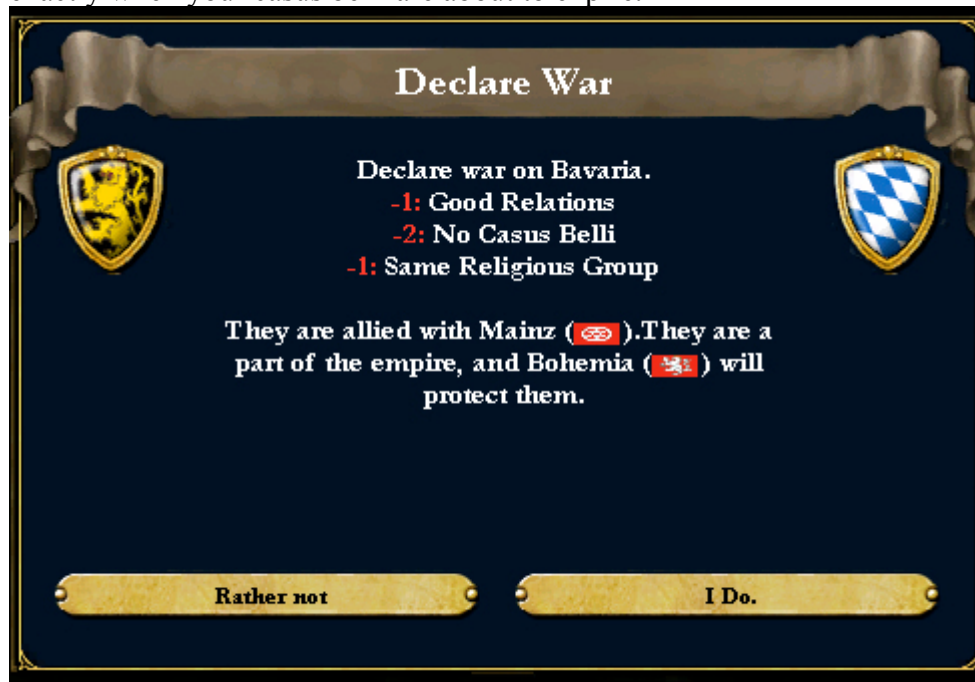 Declare War
Declare war on Bavaria.
-1: Good Relations
-2: No Casus Belli
-1: Same Religious Group
They are allied with Mainz ( ).They are a
part of the empire, and Bohemia ( ) will
protect them.
Rather not
I Do.